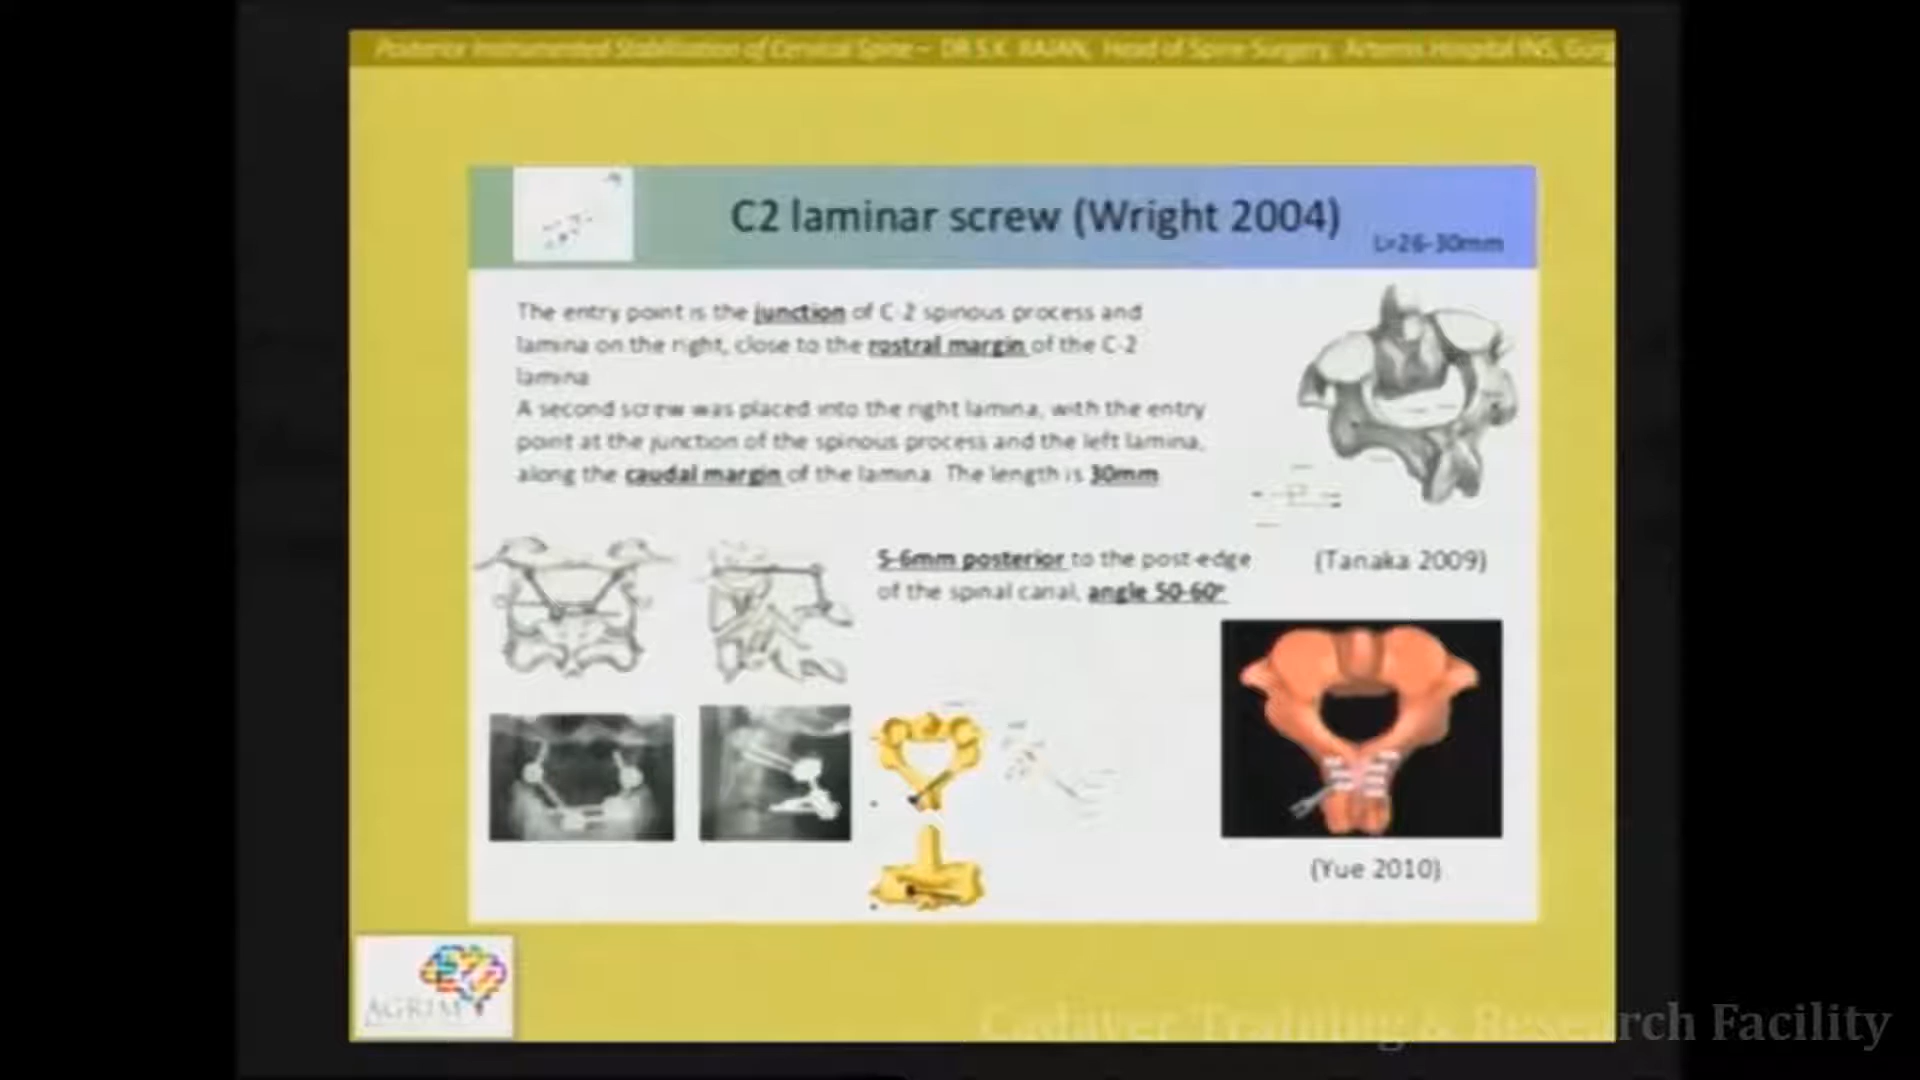 Posterior Instrumented Stabilization of Cervical Spine – DR S.K. RAJAN, Head of Spine Surgery, Artemis Hospital INS, Gurg
C2 laminar screw (Wright 2004)
L=26-30mm
The entry point is the junction of C-2 spinous process and
lamina on the right, close to the rostral margin of the C-2
lamina
A second screw was placed into the right lamina, with the entry
point at the junction of the spinous process and the left lamina,
along the caudal margin of the lamina. The length is 30mm
5-6mm posterior to the post-edge
of the spinal canal, angle 50-60°
(Tanaka 2009)
(Yue 2010)
AGRIM
Cadaver Training & Research Facility